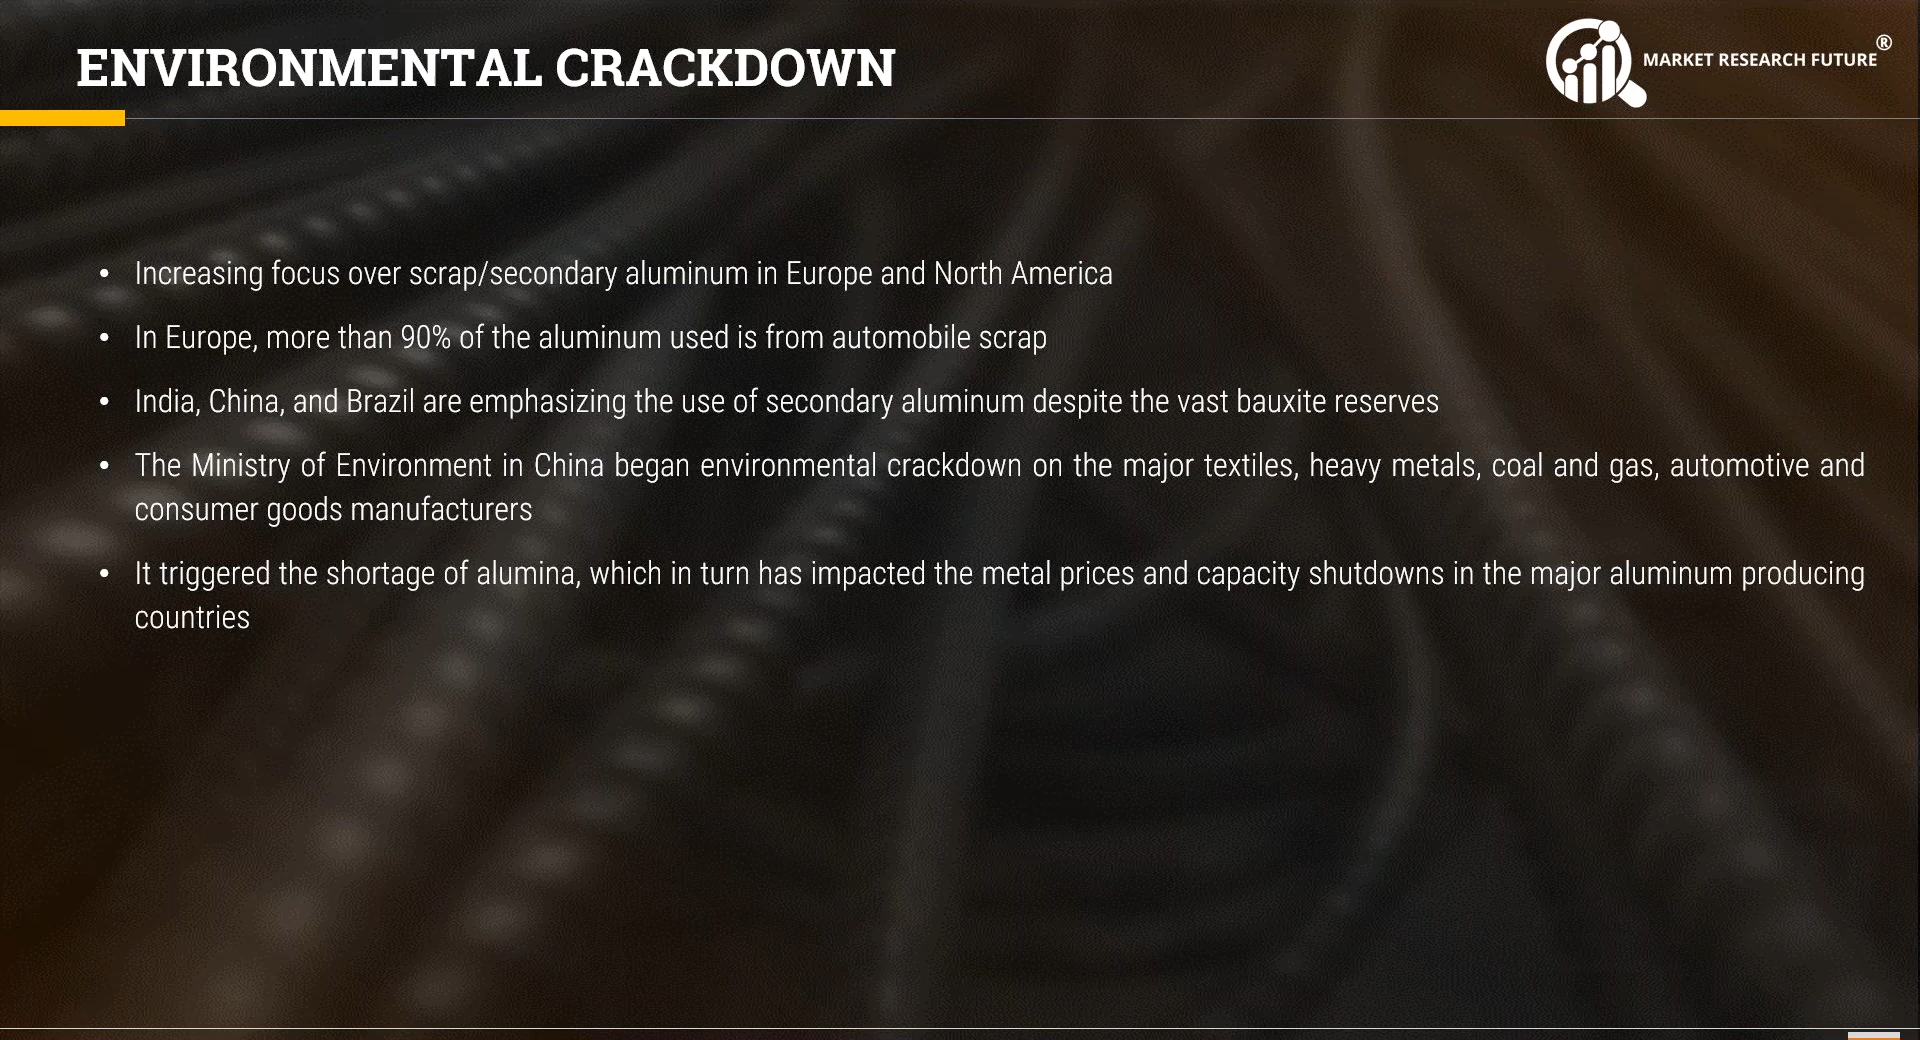 ENVIRONMENTAL CRACKDOWN
MARKET RESEARCH FUTURE®
• Increasing focus over scrap/secondary aluminum in Europe and North America
• In Europe, more than 90% of the aluminum used is from automobile scrap
• India, China, and Brazil are emphasizing the use of secondary aluminum despite the vast bauxite reserves
• The Ministry of Environment in China began environmental crackdown on the major textiles, heavy metals, coal and gas, automotive and
consumer goods manufacturers
• It triggered the shortage of alumina, which in turn has impacted the metal prices and capacity shutdowns in the major aluminum producing
countries